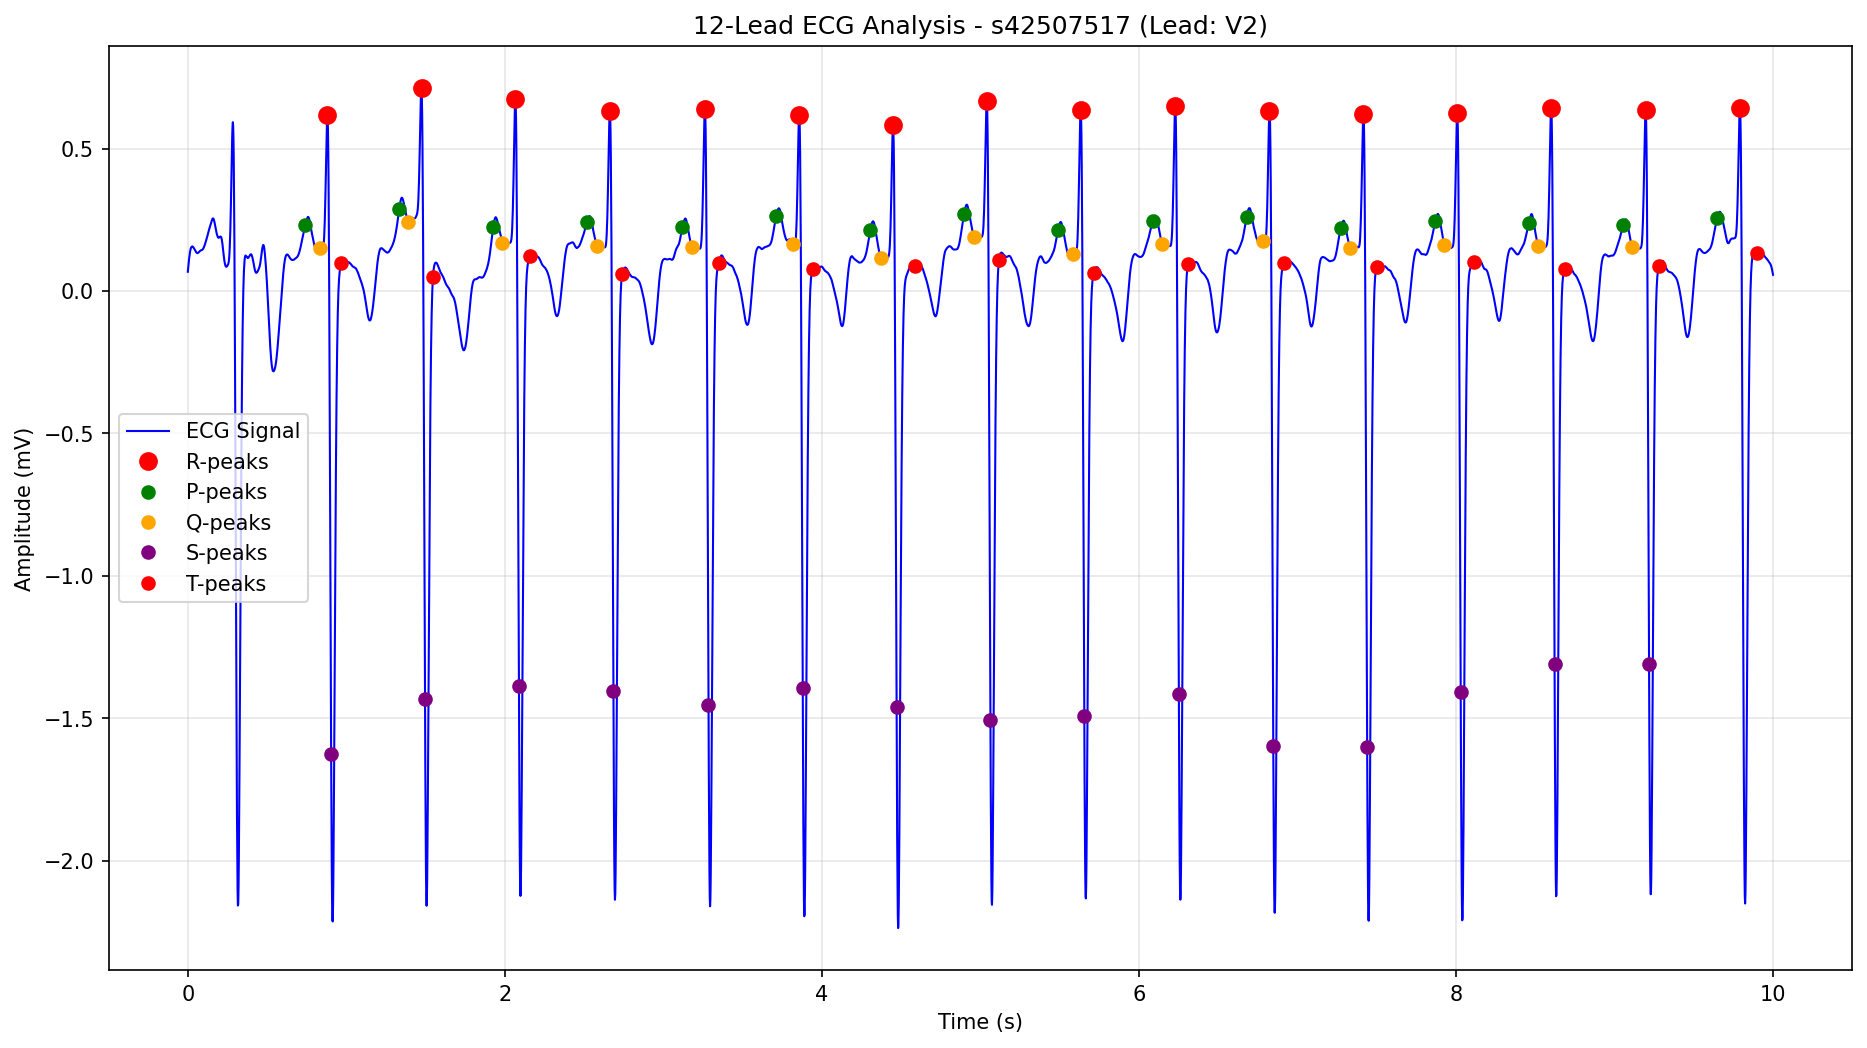 12-Lead ECG Analysis - s42507517 (Lead: V2)
Amplitude (mV)
0.5
0.0
−0.5
−1.0
−1.5
−2.0
ECG Signal
R-peaks
P-peaks
Q-peaks
S-peaks
T-peaks
0 2 4 6 8 10
Time (s)